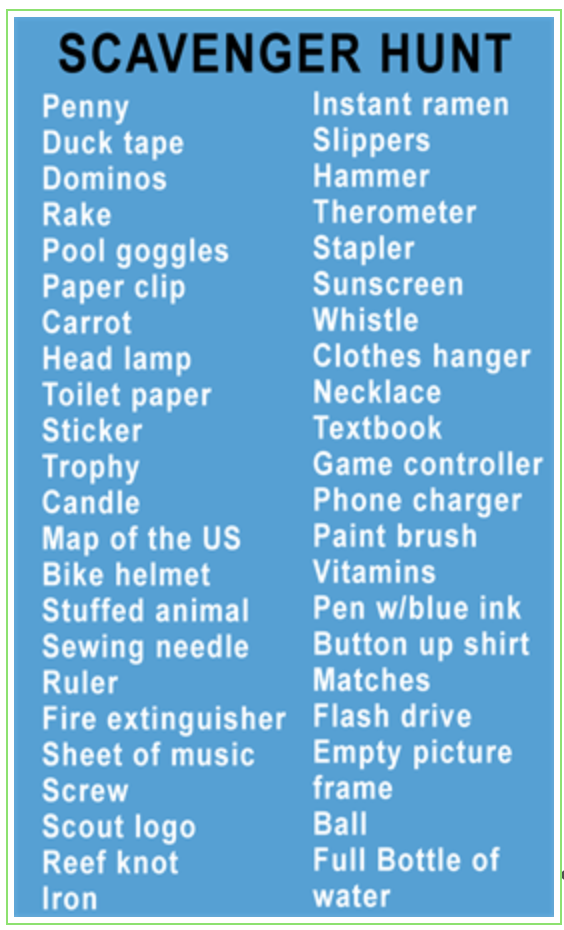 SCAVENGER HUNT
Penny
Duck tape
Dominos
Rake
Pool goggles
Paper clip
Carrot
Head lamp
Toilet paper
Sticker
Trophy
Candle
Map of the US
Bike helmet
Stuffed animal
Sewing needle
Ruler
Fire extinguisher
Sheet of music
Screw
Scout logo
Reef knot
Iron
Instant ramen
Slippers
Hammer
Therometer
Stapler
Sunscreen
Whistle
Clothes hanger
Necklace
Textbook
Game controller
Phone charger
Paint brush
Vitamins
Pen w/blue ink
Button up shirt
Matches
Flash drive
Empty picture
frame
Ball
Full Bottle of
water